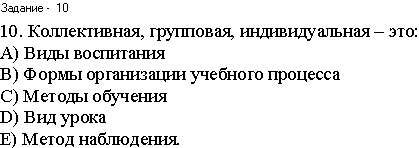 Задание - 10
10. Коллективная, групповая, индивидуальная – это:
A) Виды воспитания
B) Формы организации учебного процесса
C) Методы обучения
D) Вид урока
E) Метод наблюдения.